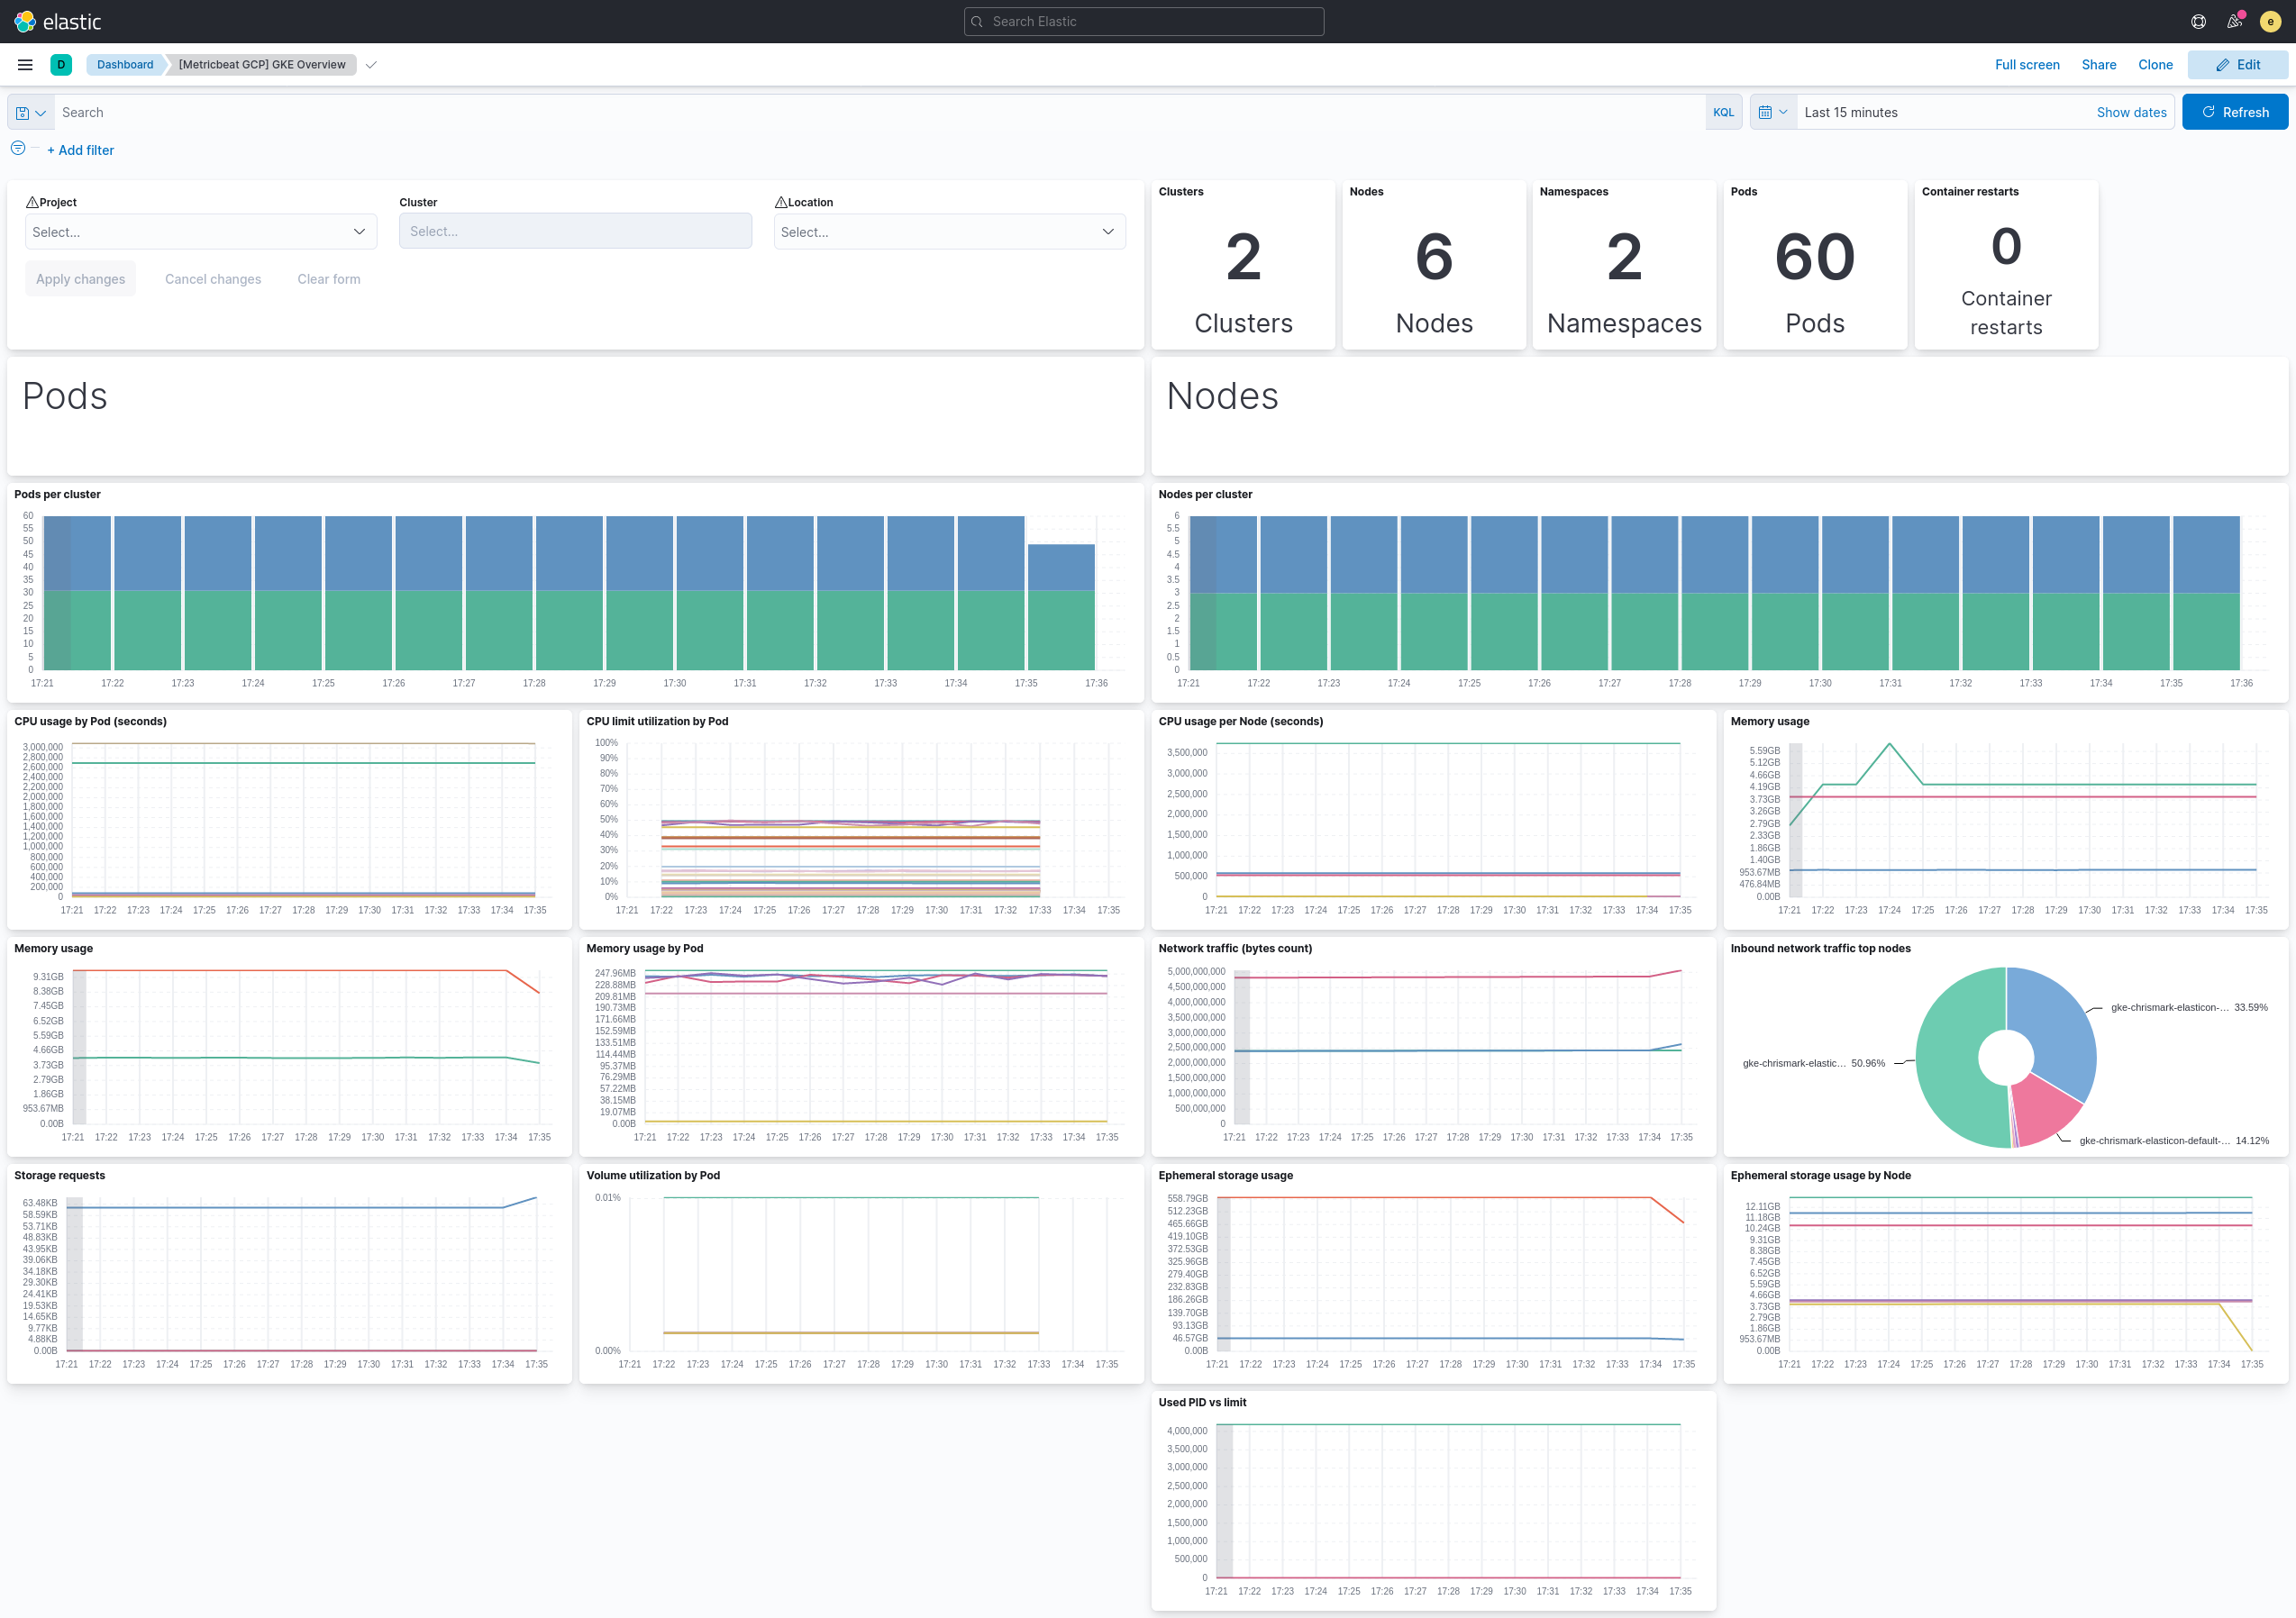 elastic
Search Elastic
e
D
Dashboard
[Metricbeat GCP] GKE Overview
Full screen
Share
Clone
Edit
Search
KQL
Last 15 minutes
Show dates
Refresh
+ Add filter
Project
Select...
Cluster
Select...
Location
Select...
Apply changes
Cancel changes
Clear form
Clusters
2
Clusters
Nodes
6
Nodes
Namespaces
2
Namespaces
Pods
60
Pods
Container restarts
0
Container
restarts
Pods
Nodes
Pods per cluster
60
55
50
45
40
35
30
25
20
15
10
5
0
17:21 17:22 17:23 17:24 17:25 17:26 17:27 17:28 17:29 17:30 17:31 17:32 17:33 17:34 17:35 17:36
Nodes per cluster
6
5.5
5
4.5
4
3.5
3
2.5
2
1.5
1
0.5
0
17:21 17:22 17:23 17:24 17:25 17:26 17:27 17:28 17:29 17:30 17:31 17:32 17:33 17:34 17:35 17:36
CPU usage by Pod (seconds)
3,000,000
2,800,000
2,600,000
2,400,000
2,200,000
2,000,000
1,800,000
1,600,000
1,400,000
1,200,000
1,000,000
800,000
600,000
400,000
200,000
0
17:21 17:22 17:23 17:24 17:25 17:26 17:27 17:28 17:29 17:30 17:31 17:32 17:33 17:34 17:35
CPU limit utilization by Pod
100%
90%
80%
70%
60%
50%
40%
30%
20%
10%
0%
17:21 17:22 17:23 17:24 17:25 17:26 17:27 17:28 17:29 17:30 17:31 17:32 17:33 17:34 17:35
CPU usage per Node (seconds)
3,500,000
3,000,000
2,500,000
2,000,000
1,500,000
1,000,000
500,000
0
17:21 17:22 17:23 17:24 17:25 17:26 17:27 17:28 17:29 17:30 17:31 17:32 17:33 17:34 17:35
Memory usage
5.59GB
5.12GB
4.66GB
4.19GB
3.73GB
3.26GB
2.79GB
2.33GB
1.86GB
1.40GB
953.67MB
476.84MB
0.00B
17:21 17:22 17:23 17:24 17:25 17:26 17:27 17:28 17:29 17:30 17:31 17:32 17:33 17:34 17:35
Memory usage
9.31GB
8.38GB
7.45GB
6.52GB
5.59GB
4.66GB
3.73GB
2.79GB
1.86GB
953.67MB
0.00B
17:21 17:22 17:23 17:24 17:25 17:26 17:27 17:28 17:29 17:30 17:31 17:32 17:33 17:34 17:35
Memory usage by Pod
247.96MB
228.88MB
209.81MB
190.73MB
171.66MB
152.59MB
133.51MB
114.44MB
95.37MB
76.29MB
57.22MB
38.15MB
19.07MB
0.00B
17:21 17:22 17:23 17:24 17:25 17:26 17:27 17:28 17:29 17:30 17:31 17:32 17:33 17:34 17:35
Network traffic (bytes count)
5,000,000,000
4,500,000,000
4,000,000,000
3,500,000,000
3,000,000,000
2,500,000,000
2,000,000,000
1,500,000,000
1,000,000,000
500,000,000
0
17:21 17:22 17:23 17:24 17:25 17:26 17:27 17:28 17:29 17:30 17:31 17:32 17:33 17:34 17:35
Inbound network traffic top nodes
gke-chrismark-elasticon-... 33.59%
gke-chrismark-elastic... 50.96%
gke-chrismark-elasticon-default-... 14.12%
Storage requests
63.48KB
58.59KB
53.71KB
48.83KB
43.95KB
39.06KB
34.18KB
29.30KB
24.41KB
19.53KB
14.65KB
9.77KB
4.88KB
0.00B
17:21 17:22 17:23 17:24 17:25 17:26 17:27 17:28 17:29 17:30 17:31 17:32 17:33 17:34 17:35
Volume utilization by Pod
0.01%
0.00%
17:21 17:22 17:23 17:24 17:25 17:26 17:27 17:28 17:29 17:30 17:31 17:32 17:33 17:34 17:35
Ephemeral storage usage
558.79GB
512.23GB
465.66GB
419.10GB
372.53GB
325.96GB
279.40GB
232.83GB
186.26GB
139.70GB
93.13GB
46.57GB
0.00B
17:21 17:22 17:23 17:24 17:25 17:26 17:27 17:28 17:29 17:30 17:31 17:32 17:33 17:34 17:35
Ephemeral storage usage by Node
12.11GB
11.18GB
10.24GB
9.31GB
8.38GB
7.45GB
6.52GB
5.59GB
4.66GB
3.73GB
2.79GB
1.86GB
953.67MB
0.00B
17:21 17:22 17:23 17:24 17:25 17:26 17:27 17:28 17:29 17:30 17:31 17:32 17:33 17:34 17:35
Used PID vs limit
4,000,000
3,500,000
3,000,000
2,500,000
2,000,000
1,500,000
1,000,000
500,000
0
17:21 17:22 17:23 17:24 17:25 17:26 17:27 17:28 17:29 17:30 17:31 17:32 17:33 17:34 17:35